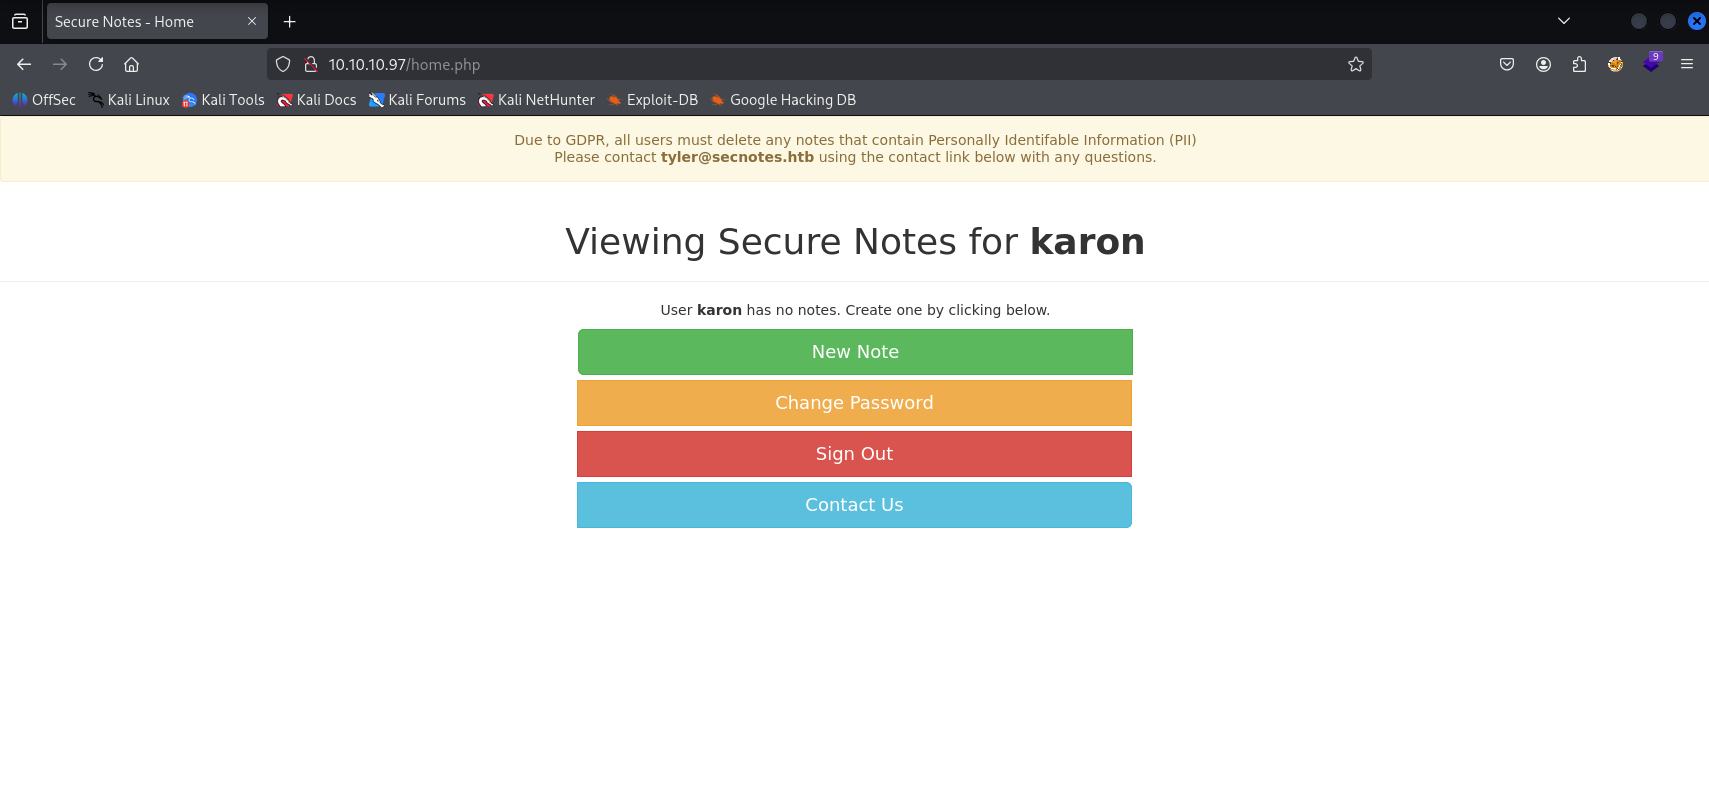 Secure Notes - Home
10.10.10.97/home.php
9
OffSec Kali Linux Kali Tools Kali Docs Kali Forums Kali NetHunter Exploit-DB Google Hacking DB
Due to GDPR, all users must delete any notes that contain Personally Identifable Information (PII)
Please contact tyler@secnotes.htb using the contact link below with any questions.
Viewing Secure Notes for karon
User karon has no notes. Create one by clicking below.
New Note
Change Password
Sign Out
Contact Us